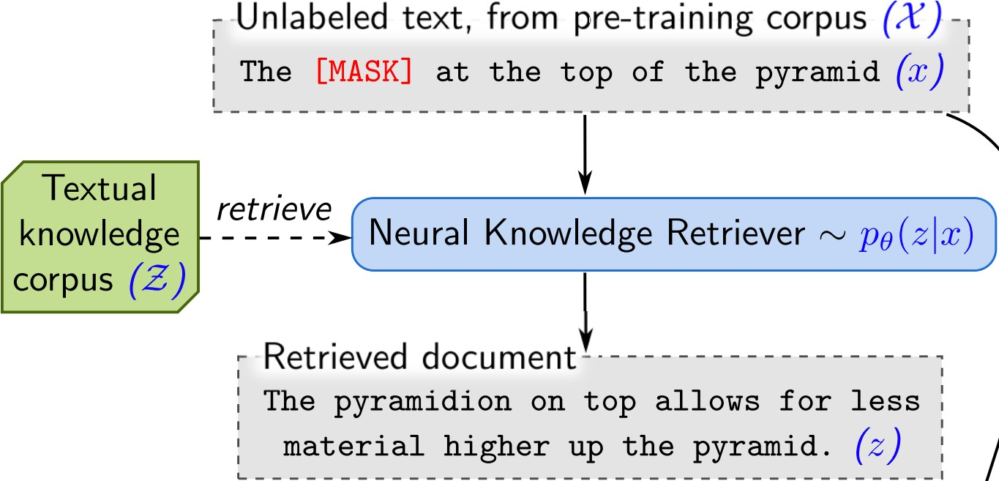 Unlabeled text, from pre-training corpus (𝒳)
The [MASK] at the top of the pyramid (x)
Textual
knowledge
corpus (𝒵)
retrieve
Neural Knowledge Retriever ∼ pθ(z|x)
Retrieved document
The pyramidion on top allows for less
material higher up the pyramid. (z)